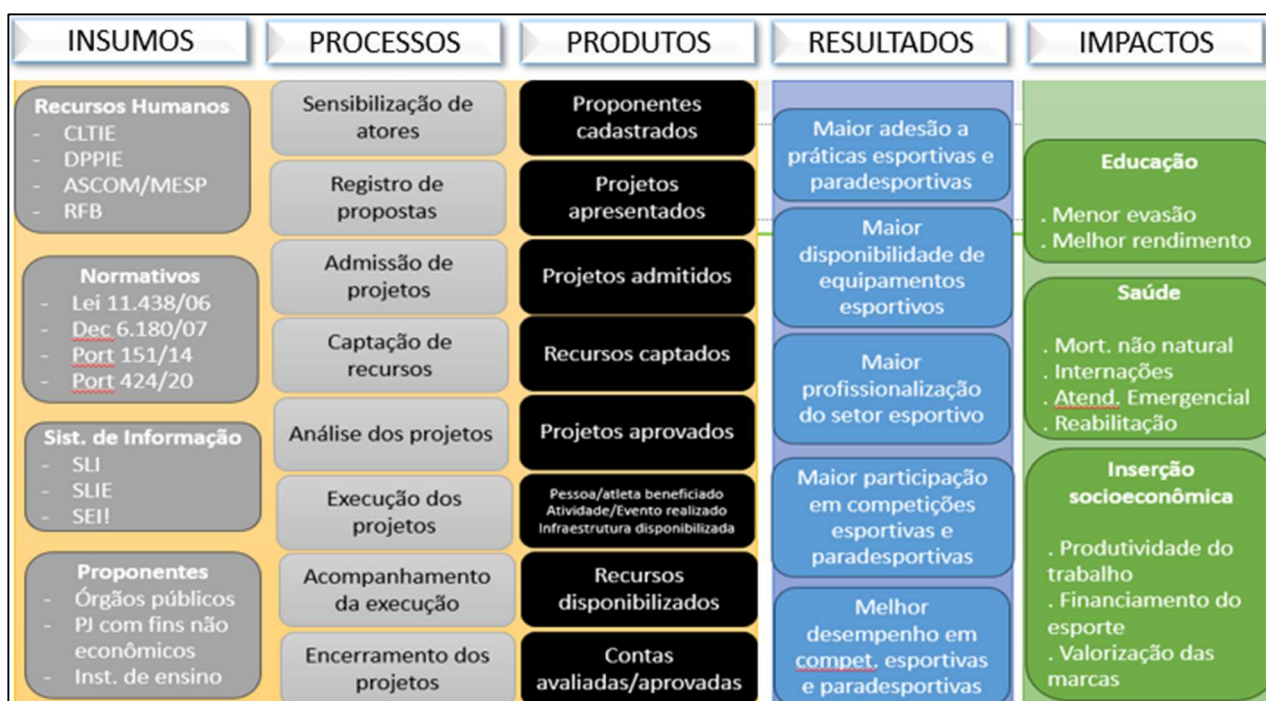 INSUMOS
PROCESSOS
PRODUTOS
RESULTADOS
IMPACTOS
Recursos Humanos
- CLTIE
- DPPIE
- ASCOM/MESP
- RFB
Normativos
- Lei 11.438/06
- Dec 6.180/07
- Port 151/14
- Port 424/20
Sist. de Informação
- SLI
- SLIE
- SEI!
Proponentes
- Órgãos públicos
- PJ com fins não
econômicos
- Inst. de ensino
Sensibilização de
atores
Registro de
propostas
Admissão de
projetos
Captação de
recursos
Análise dos projetos
Execução dos
projetos
Acompanhamento
da execução
Encerramento dos
projetos
Proponentes
cadastrados
Projetos
apresentados
Projetos admitidos
Recursos captados
Projetos aprovados
Pessoa/atleta beneficiado
Atividade/Evento realizado
Infraestrutura disponibilizada
Recursos
disponibilizados
Contas
avaliadas/aprovadas
Maior adesão a
práticas esportivas e
paradesportivas
Maior
disponibilidade de
equipamentos
esportivos
Maior
profissionalização
do setor esportivo
Maior participação
em competições
esportivas e
paradesportivas
Melhor
desempenho em
compet. esportivas
e paradesportivas
Educação
. Menor evasão
. Melhor rendimento
Saúde
. Mort. não natural
. Internações
. Atend. Emergencial
. Reabilitação
Inserção
socioeconômica
. Produtividade do
trabalho
. Financiamento do
esporte
. Valorização das
marcas